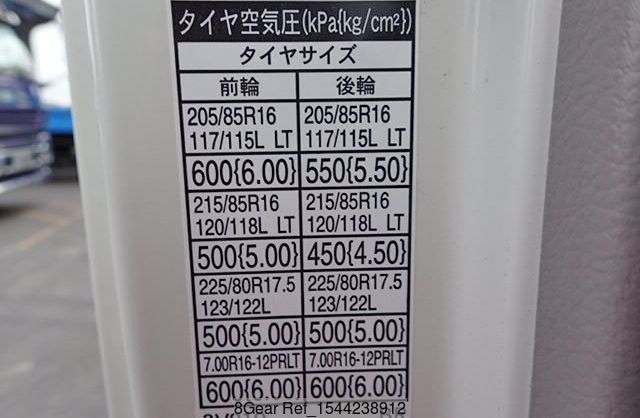 タイヤ空気圧(kPa{kg/cm²})
タイヤサイズ
前輪 後輪
205/85R16 205/85R16
117/115L LT 117/115L LT
600{6.00} 550{5.50}
215/85R16 215/85R16
120/118L LT 120/118L LT
500{5.00} 450{4.50}
225/80R17.5 225/80R17.5
123/122L 123/122L
500{5.00} 500{5.00}
7.00R16-12PRLT 7.00R16-12PRLT
600{6.00} 600{6.00}
8Gear Ref_1544238912